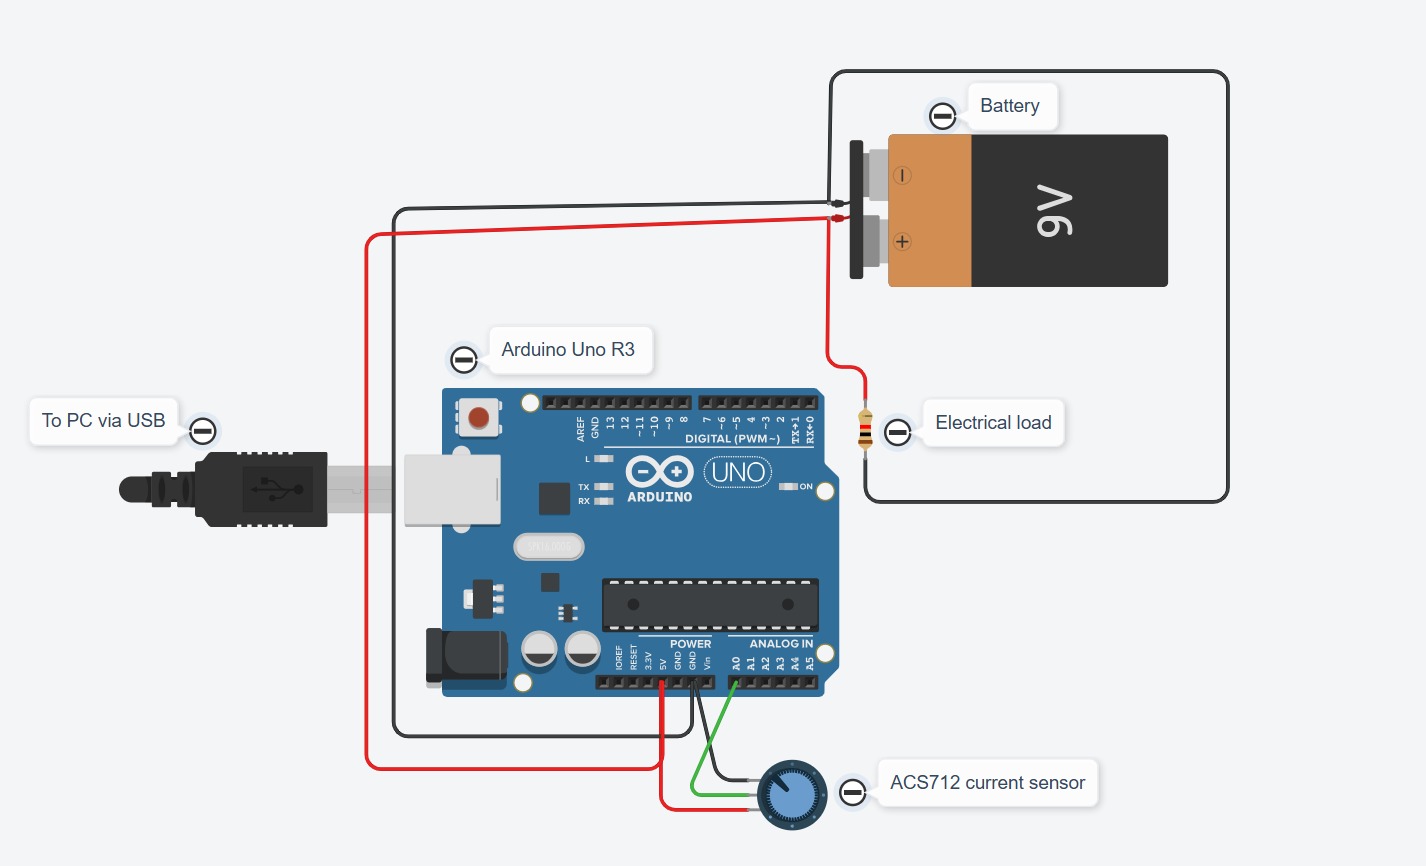 Battery
9V
Arduino Uno R3
To PC via USB
Electrical load
AREF
GND
13
12
~11
~10
~9
8
7
~6
~5
4
~3
2
TX→1
RX←0
DIGITAL (PWM~)
L
TX
RX
ARDUINO
UNO
ON
POWER
ANALOG IN
IOREF
RESET
3.3V
5V
GND
GND
Vin
A0
A1
A2
A3
A4
A5
ACS712 current sensor